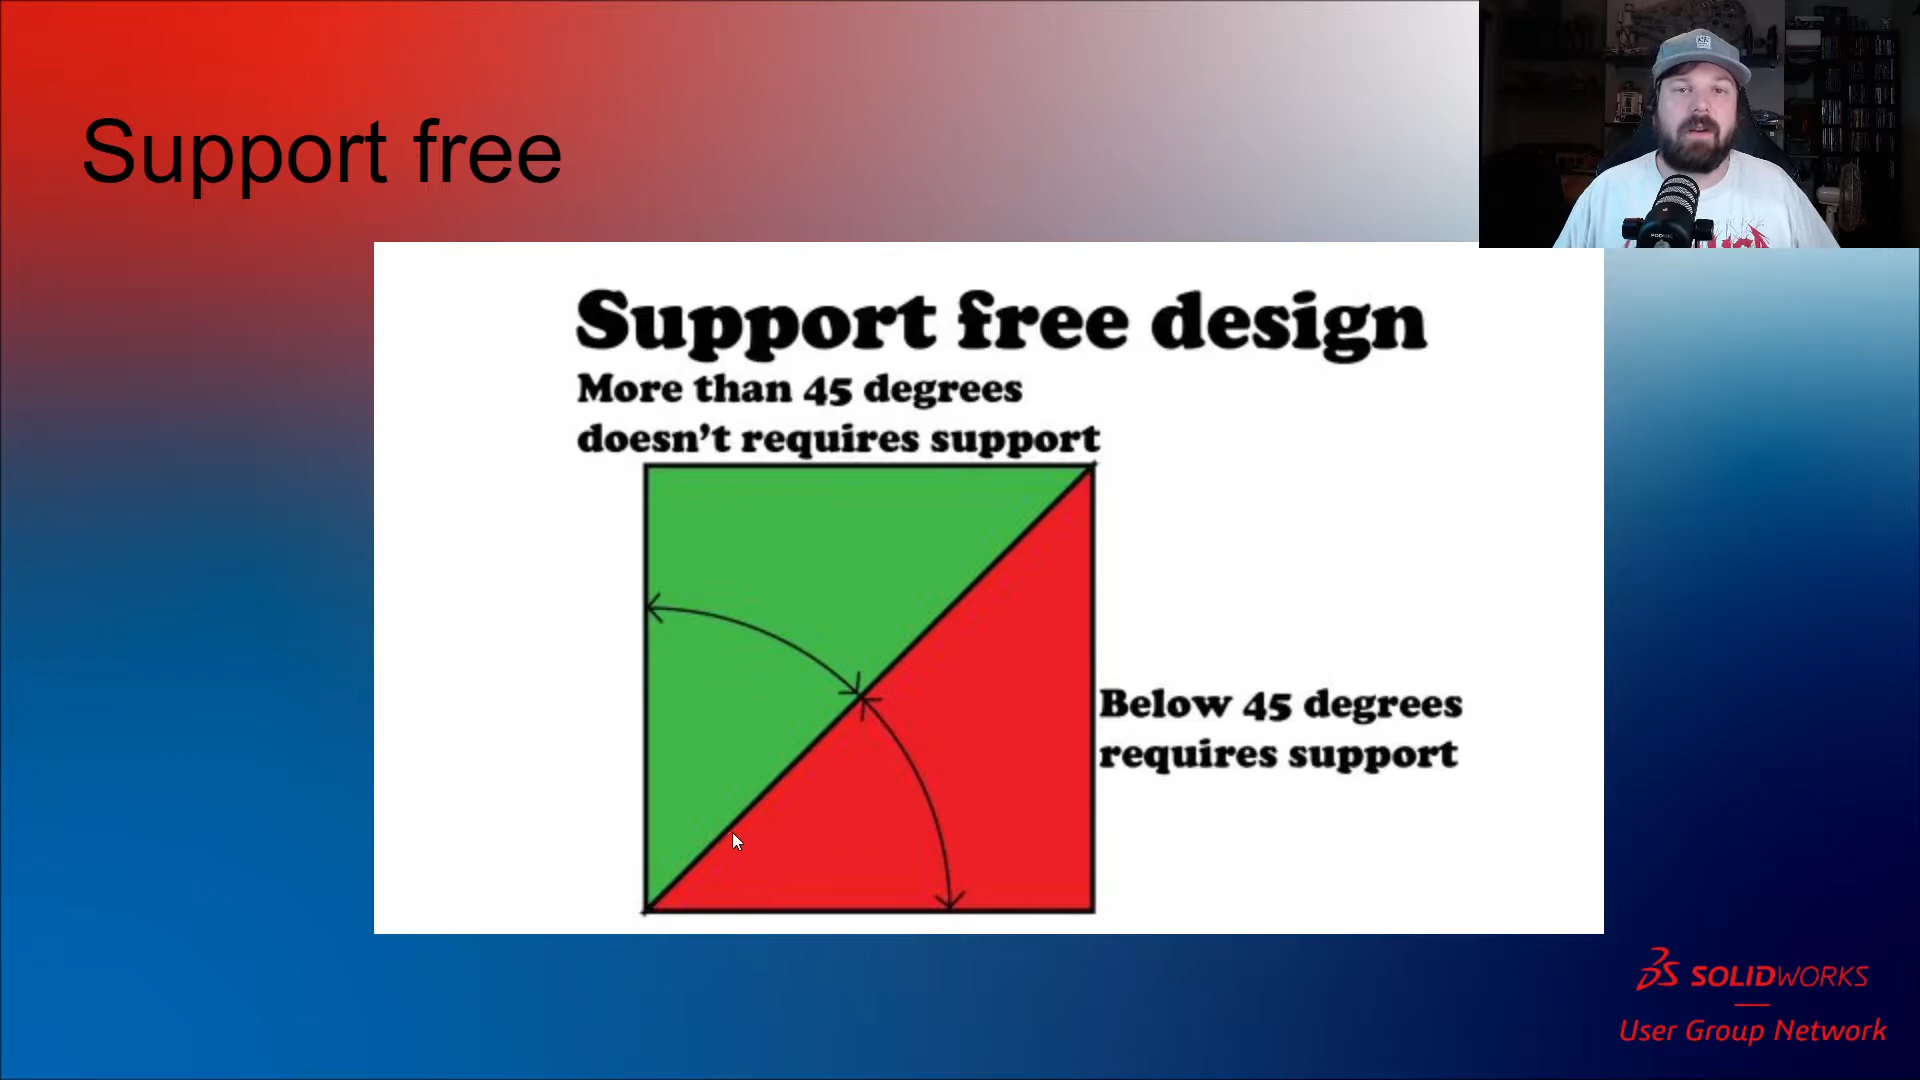 Support free
Support free design
More than 45 degrees
doesn’t requires support
Below 45 degrees
requires support
SOLIDWORKS
User Group Network